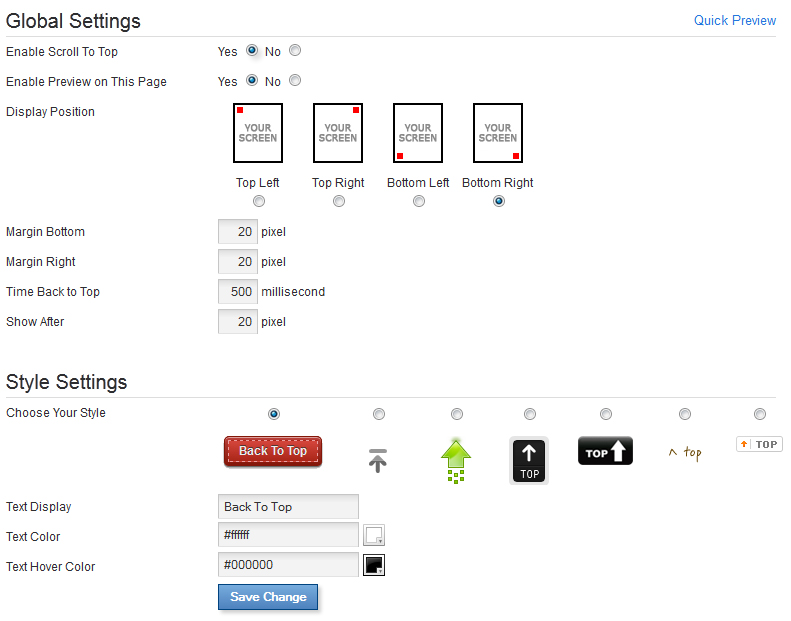 Global Settings Quick Preview
Enable Scroll To Top Yes No
Enable Preview on This Page Yes No
Display Position
YOUR SCREEN YOUR SCREEN YOUR SCREEN YOUR SCREEN
Top Left Top Right Bottom Left Bottom Right
Margin Bottom 20 pixel
Margin Right 20 pixel
Time Back to Top 500 millisecond
Show After 20 pixel
Style Settings
Choose Your Style
Back To Top TOP TOP ^ top TOP
Text Display Back To Top
Text Color #ffffff
Text Hover Color #000000
Save Change